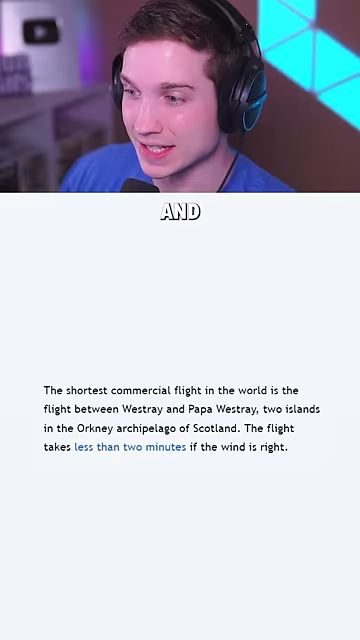 AND
The shortest commercial flight in the world is the
flight between Westray and Papa Westray, two islands
in the Orkney archipelago of Scotland. The flight
takes less than two minutes if the wind is right.